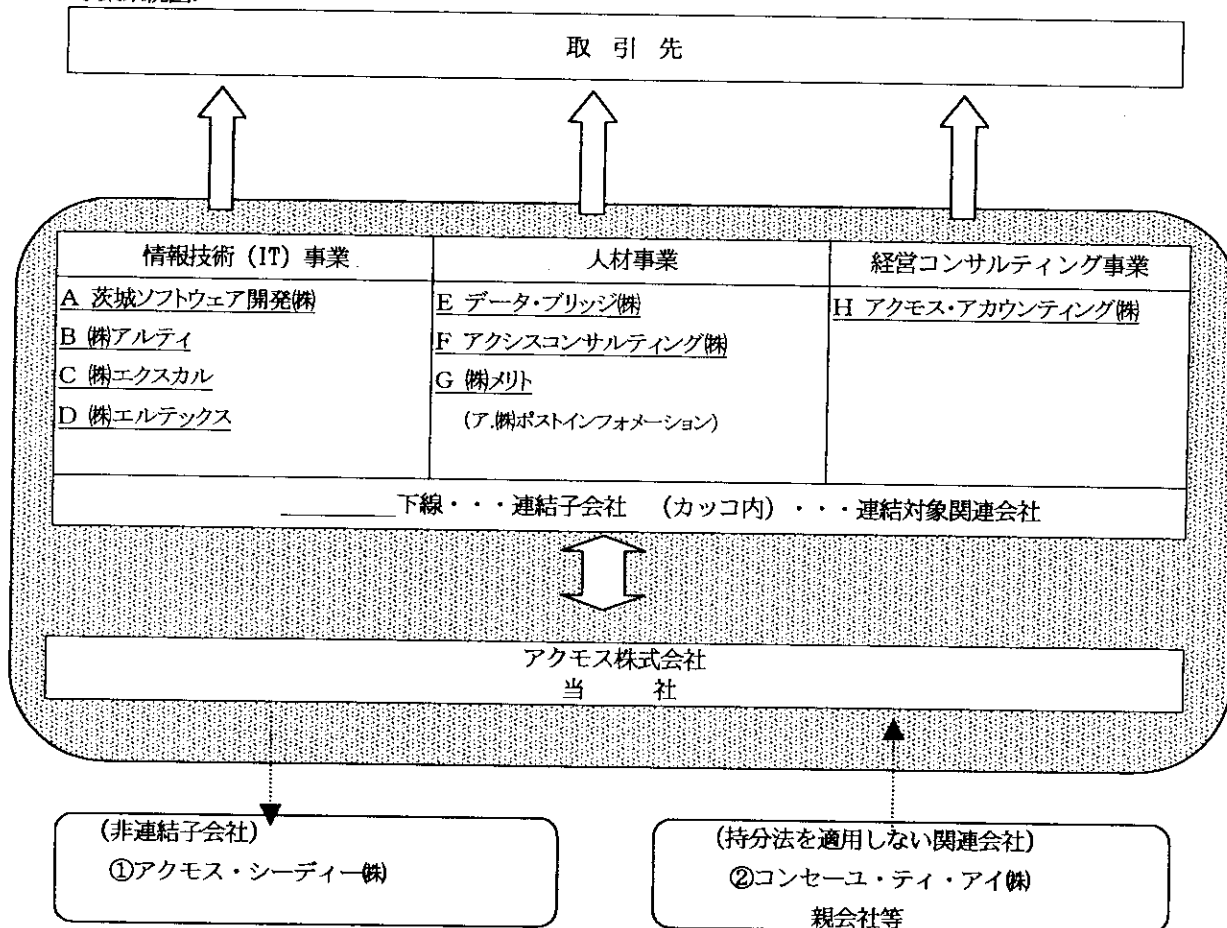 取 引 先
情報技術 (IT) 事業
人材事業
経営コンサルティング事業
A 茨城ソフトウェア開発㈱
B ㈱アルティ
C ㈱エクスカル
D ㈱エルテックス
E データ・ブリッジ㈱
F アクシスコンサルティング㈱
G ㈱メリト
(ア.㈱ポストインフォメーション)
H アクモス・アカウンティング㈱
下線・・・連結子会社 (カッコ内)・・・連結対象関連会社
アクモス株式会社
当 社
(非連結子会社)
①アクモス・シーディー㈱
(持分法を適用しない関連会社)
②コンセーユ・ティ・アイ㈱
親会社等